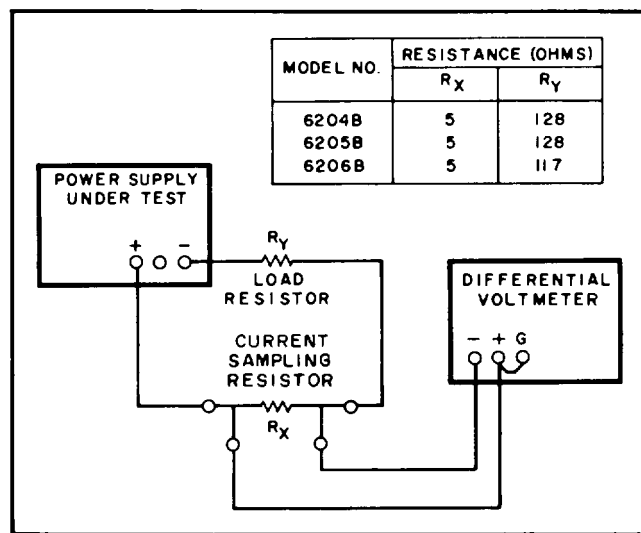 MODEL NO. RESISTANCE (OHMS)
RX RY
6204B 5 128
6205B 5 128
6206B 5 117
POWER SUPPLY
UNDER TEST
+ -
RY
LOAD
RESISTOR
CURRENT
SAMPLING
RESISTOR
RX
DIFFERENTIAL
VOLTMETER
- + G